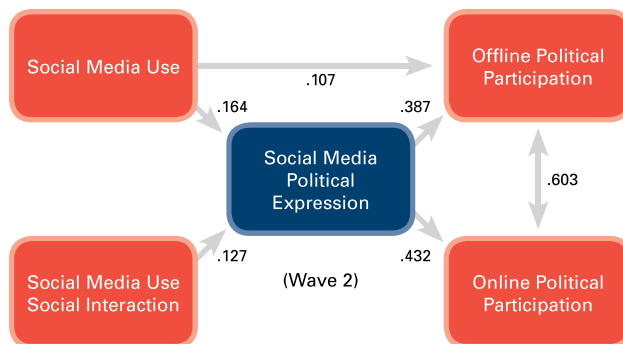 Social Media Use
Offline Political
Participation
.107
.164
.387
Social Media
Political
Expression
.603
.127
.432
(Wave 2)
Social Media Use
Social Interaction
Online Political
Participation